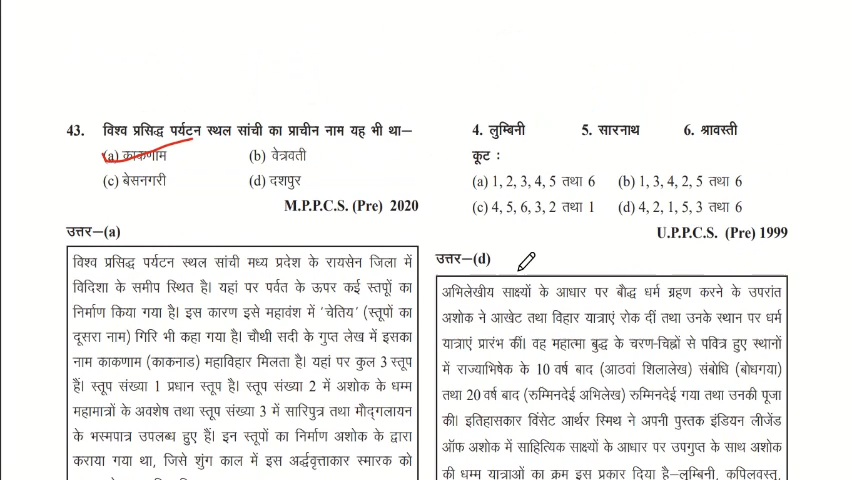 43. विश्व प्रसिद्ध पर्यटन स्थल सांची का प्राचीन नाम यह भी था—
(a) काकणाम (b) वेत्रवती
(c) बेसनगरी (d) दशपुर
M.P.P.C.S. (Pre) 2020
उत्तर—(a)
विश्व प्रसिद्ध पर्यटन स्थल सांची मध्य प्रदेश के रायसेन जिला में
विदिशा के समीप स्थित है। यहां पर पर्वत के ऊपर कई स्तूपों का
निर्माण किया गया है। इस कारण इसे महावंश में 'चेतिय' (स्तूपों का
दूसरा नाम) गिरि भी कहा गया है। चौथी सदी के गुप्त लेख में इसका
नाम काकणाम (काकनाड) महाविहार मिलता है। यहां पर कुल 3 स्तूप
हैं। स्तूप संख्या 1 प्रधान स्तूप है। स्तूप संख्या 2 में अशोक के धम्म
महामात्रों के अवशेष तथा स्तूप संख्या 3 में सारिपुत्र तथा मौद्गलायन
के भस्मपात्र उपलब्ध हुए हैं। इन स्तूपों का निर्माण अशोक के द्वारा
कराया गया था, जिसे शुंग काल में इस अर्द्धवृत्ताकार स्मारक को
4. लुम्बिनी 5. सारनाथ 6. श्रावस्ती
कूट :
(a) 1, 2, 3, 4, 5 तथा 6 (b) 1, 3, 4, 2, 5 तथा 6
(c) 4, 5, 6, 3, 2 तथा 1 (d) 4, 2, 1, 5, 3 तथा 6
U.P.P.C.S. (Pre) 1999
उत्तर—(d)
अभिलेखीय साक्ष्यों के आधार पर बौद्ध धर्म ग्रहण करने के उपरांत
अशोक ने आखेट तथा विहार यात्राएं रोक दीं तथा उनके स्थान पर धर्म
यात्राएं प्रारंभ कीं। वह महात्मा बुद्ध के चरण-चिह्नों से पवित्र हुए स्थानों
में राज्याभिषेक के 10 वर्ष बाद (आठवां शिलालेख) संबोधि (बोधगया)
तथा 20 वर्ष बाद (रुम्मिनदेई अभिलेख) रुम्मिनदेई गया तथा उनकी पूजा
की। इतिहासकार विंसेट आर्थर स्मिथ ने अपनी पुस्तक इंडियन लीजेंड
ऑफ अशोक में साहित्यिक साक्ष्यों के आधार पर उपगुप्त के साथ अशोक
की धम्म यात्राओं का क्रम इस प्रकार दिया है—लुम्बिनी, कपिलवस्तु,